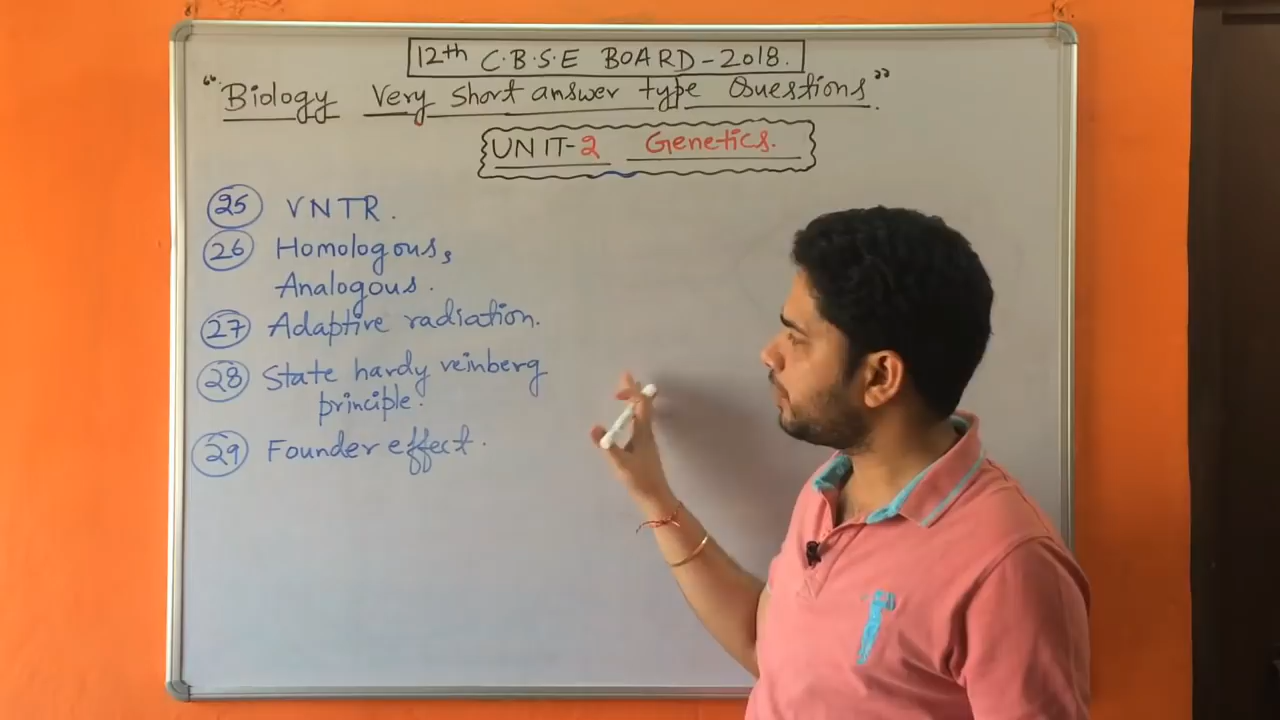 12th C.B.S.E BOARD - 2018.
"Biology Very Short answer type Questions."
UNIT-2 Genetics.
25 VNTR.
26 Homologous,
Analogous.
27 Adaptive radiation.
28 State hardy veinberg
principle.
29 Founder effect.